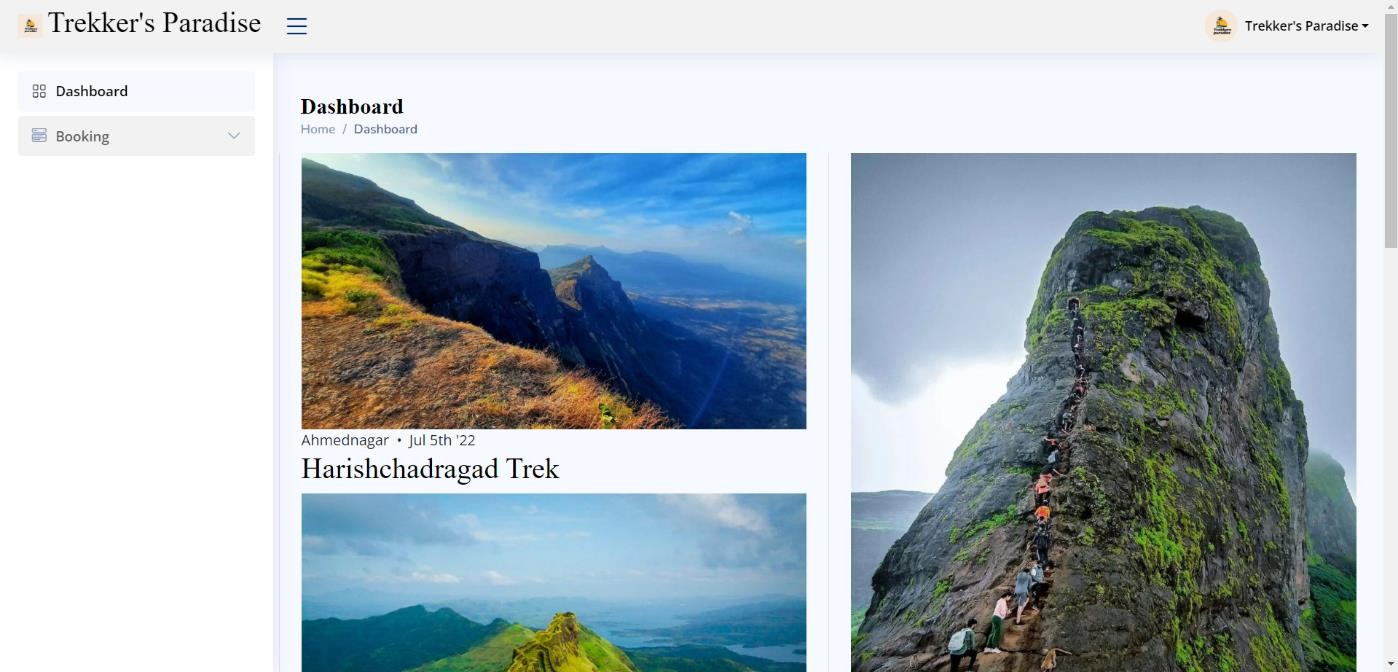 Trekker's Paradise
Trekker's Paradise
Dashboard
Booking
Dashboard
Home / Dashboard
Ahmednagar • Jul 5th '22
Harishchadragad Trek